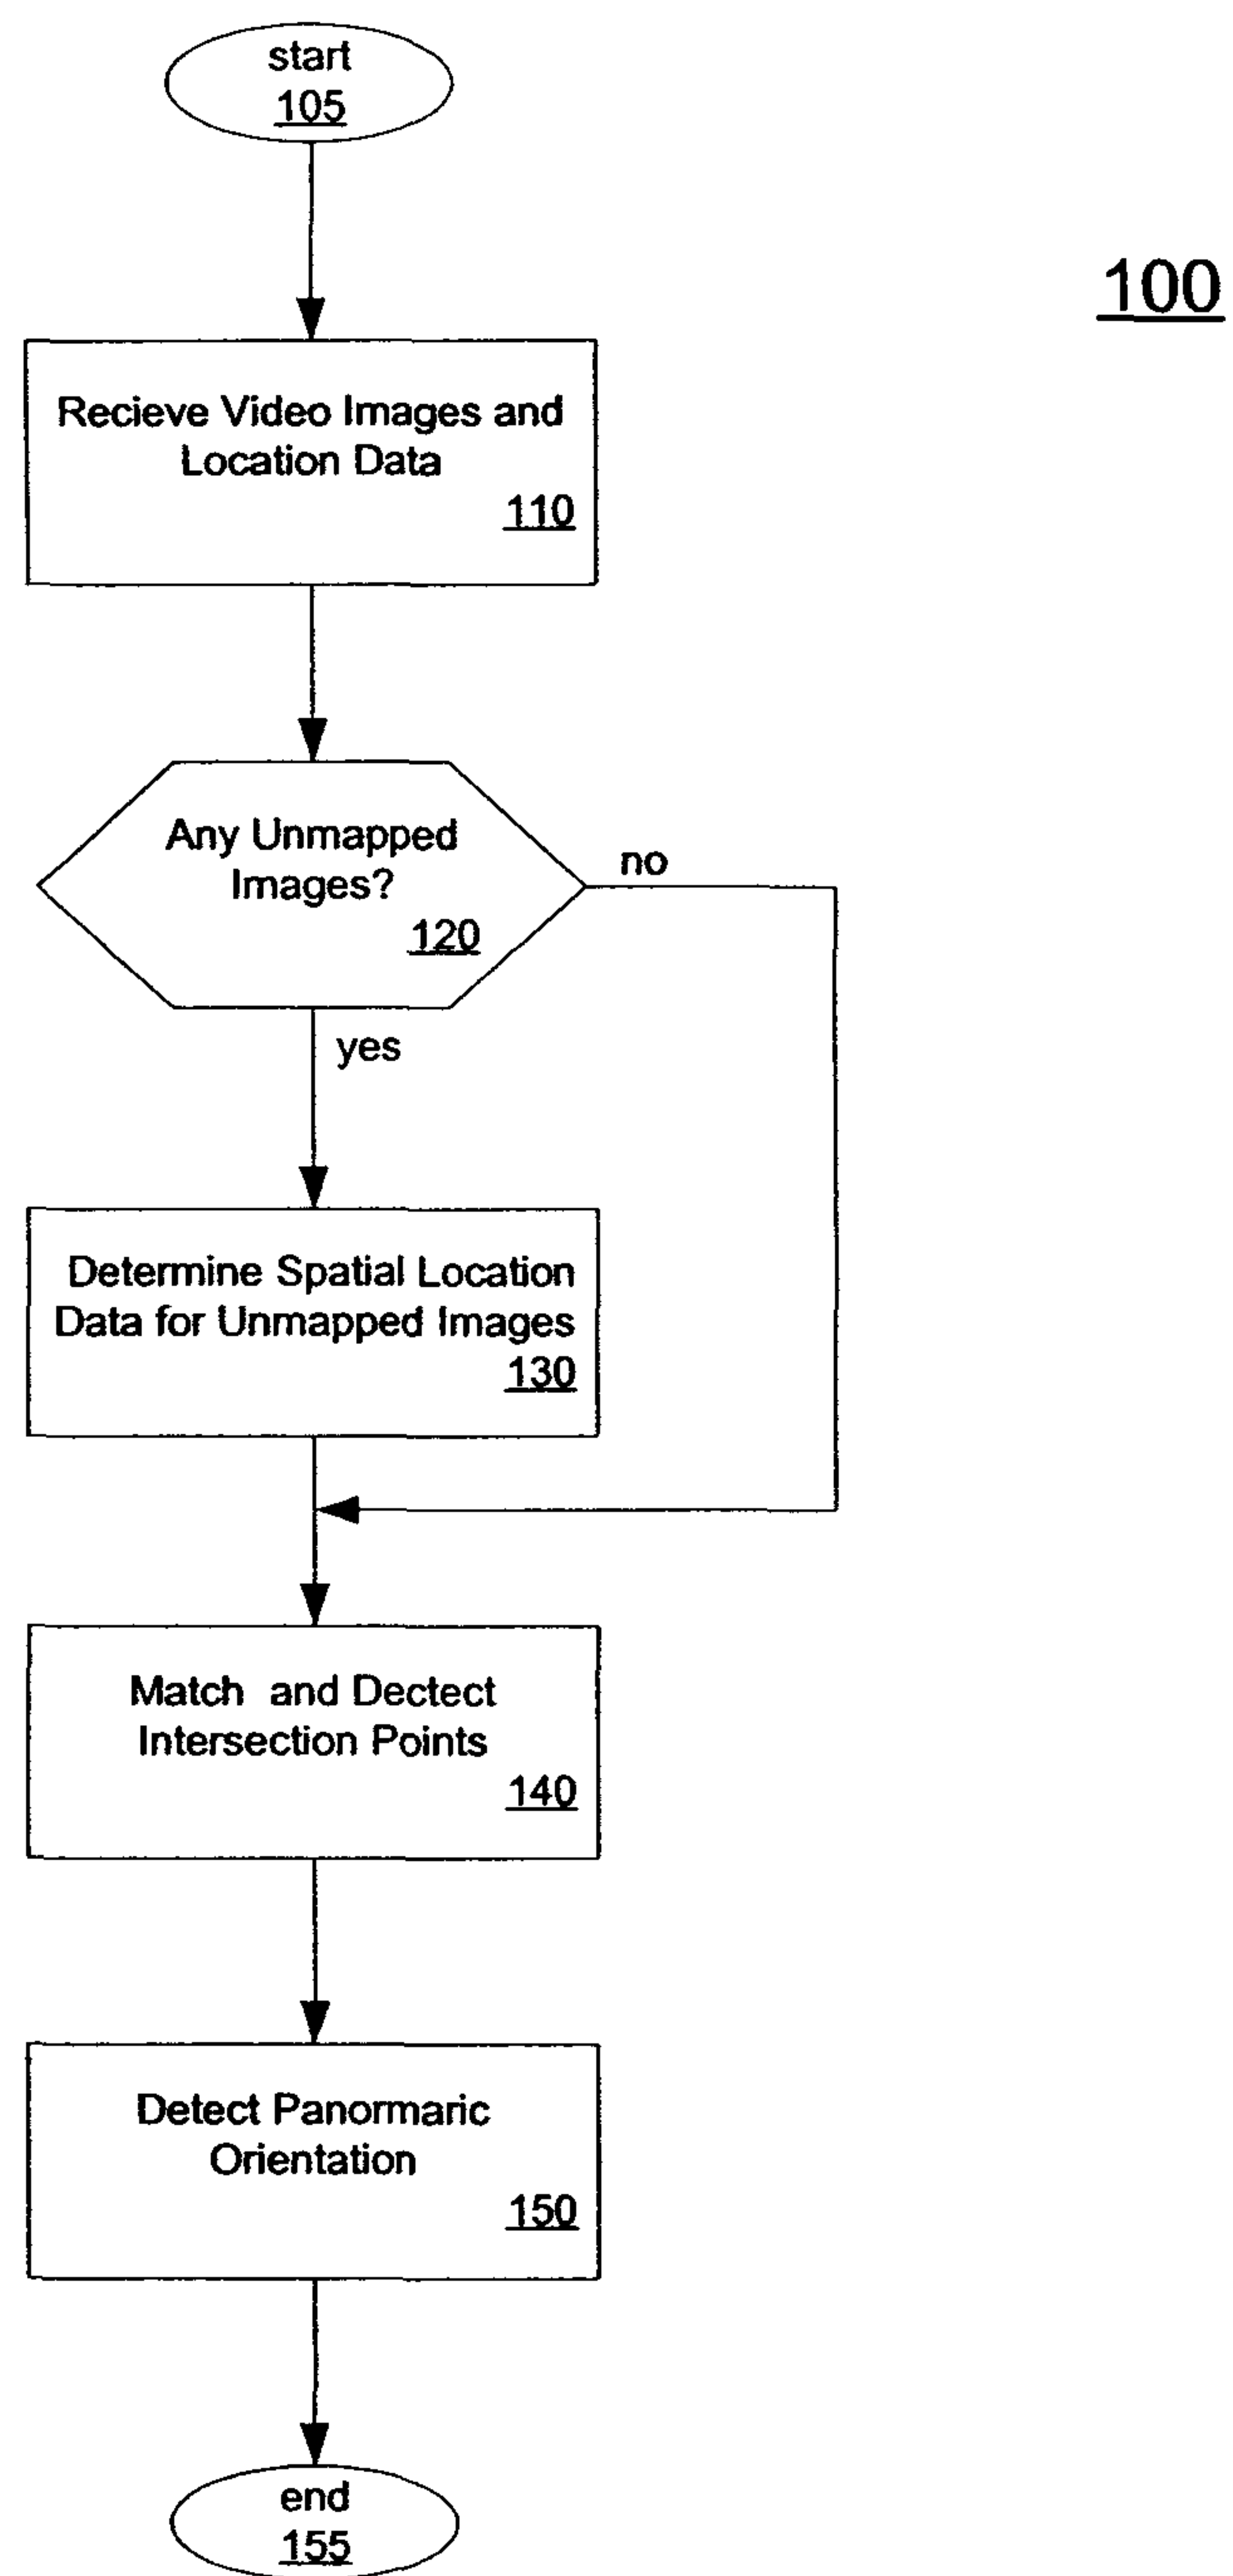 start
105
100
Recieve Video Images and
Location Data
110
Any Unmapped
Images?
120
no
yes
Determine Spatial Location
Data for Unmapped Images
130
Match and Dectect
Intersection Points
140
Detect Panormaric
Orientation
150
end
155